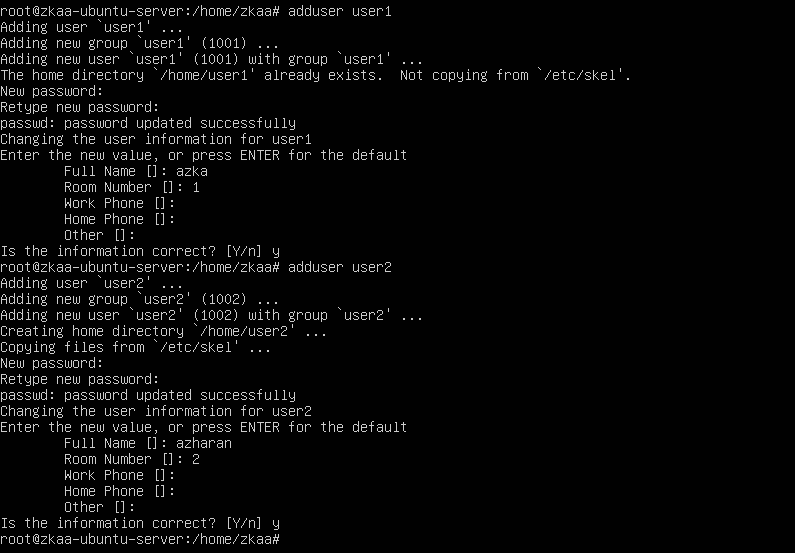 root@zkaa-ubuntu-server:/home/zkaa# adduser user1
Adding user `user1' ...
Adding new group `user1' (1001) ...
Adding new user `user1' (1001) with group `user1' ...
The home directory `/home/user1' already exists.  Not copying from `/etc/skel'.
New password:
Retype new password:
passwd: password updated successfully
Changing the user information for user1
Enter the new value, or press ENTER for the default
        Full Name []: azka
        Room Number []: 1
        Work Phone []:
        Home Phone []:
        Other []:
Is the information correct? [Y/n] y
root@zkaa-ubuntu-server:/home/zkaa# adduser user2
Adding user `user2' ...
Adding new group `user2' (1002) ...
Adding new user `user2' (1002) with group `user2' ...
Creating home directory `/home/user2' ...
Copying files from `/etc/skel' ...
New password:
Retype new password:
passwd: password updated successfully
Changing the user information for user2
Enter the new value, or press ENTER for the default
        Full Name []: azharan
        Room Number []: 2
        Work Phone []:
        Home Phone []:
        Other []:
Is the information correct? [Y/n] y
root@zkaa-ubuntu-server:/home/zkaa#